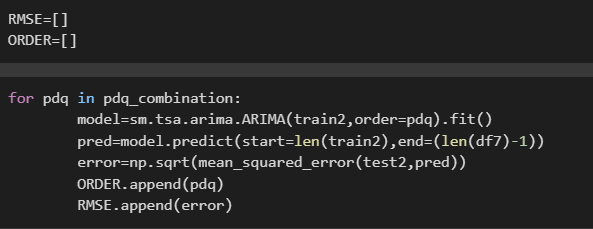 RMSE=[]
ORDER=[]
for pdq in pdq_combination:
        model=sm.tsa.arima.ARIMA(train2,order=pdq).fit()
        pred=model.predict(start=len(train2),end=(len(df7)-1))
        error=np.sqrt(mean_squared_error(test2,pred))
        ORDER.append(pdq)
        RMSE.append(error)